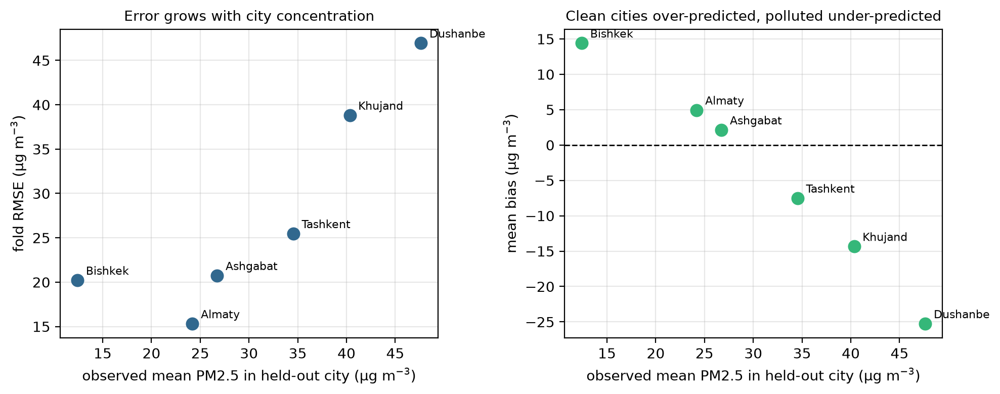 Error grows with city concentration
Dushanbe
Khujand
Tashkent
Ashgabat
Bishkek
Almaty
45
40
35
30
25
20
15
fold RMSE (µg m⁻³)
15 20 25 30 35 40 45
observed mean PM2.5 in held-out city (µg m⁻³)
Clean cities over-predicted, polluted under-predicted
Bishkek
Almaty
Ashgabat
Tashkent
Khujand
Dushanbe
15
10
5
0
−5
−10
−15
−20
−25
mean bias (µg m⁻³)
15 20 25 30 35 40 45
observed mean PM2.5 in held-out city (µg m⁻³)